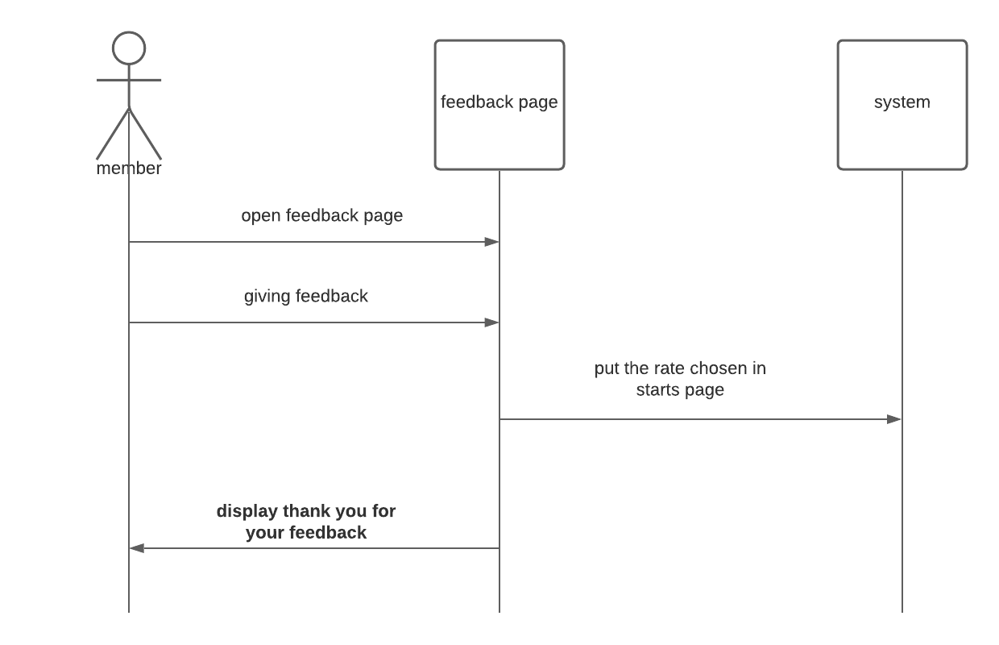 member
feedback page
system
open feedback page
giving feedback
put the rate chosen in
starts page
display thank you for
your feedback